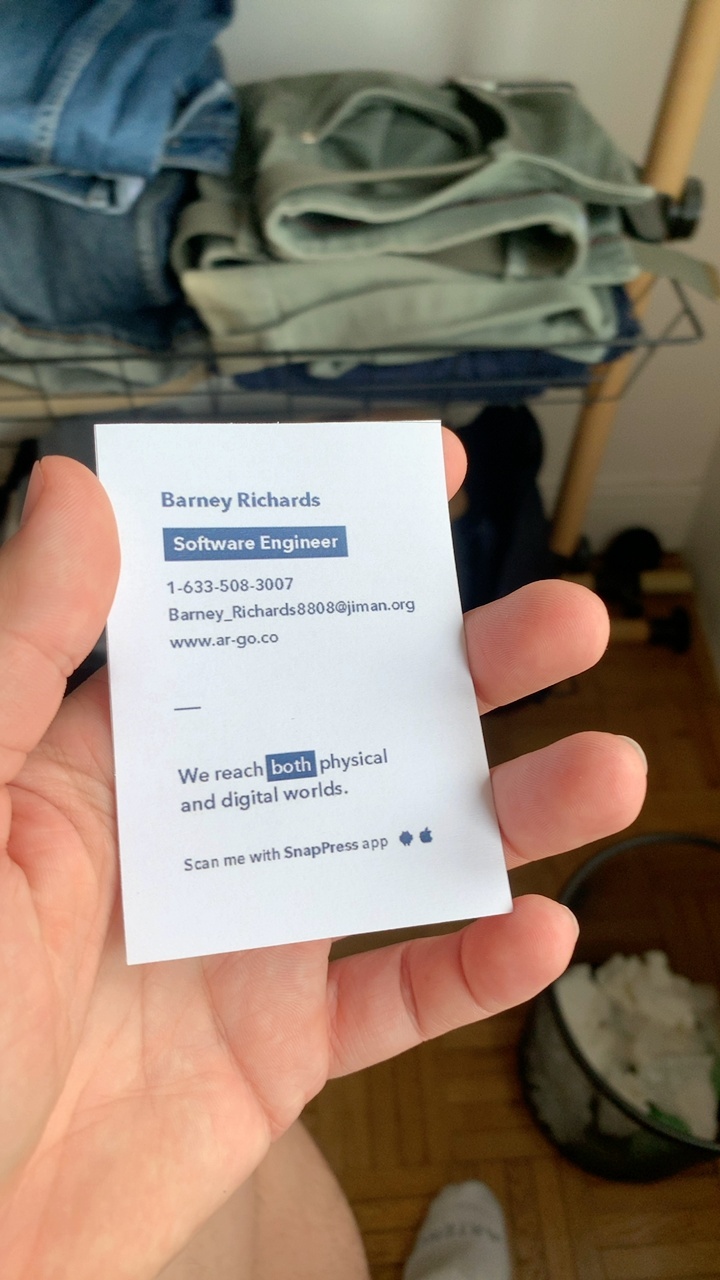 Barney Richards
Software Engineer
1-633-508-3007
Barney_Richards8808@jiman.org
www.ar-go.co
We reach both physical
and digital worlds.
Scan me with SnapPress app